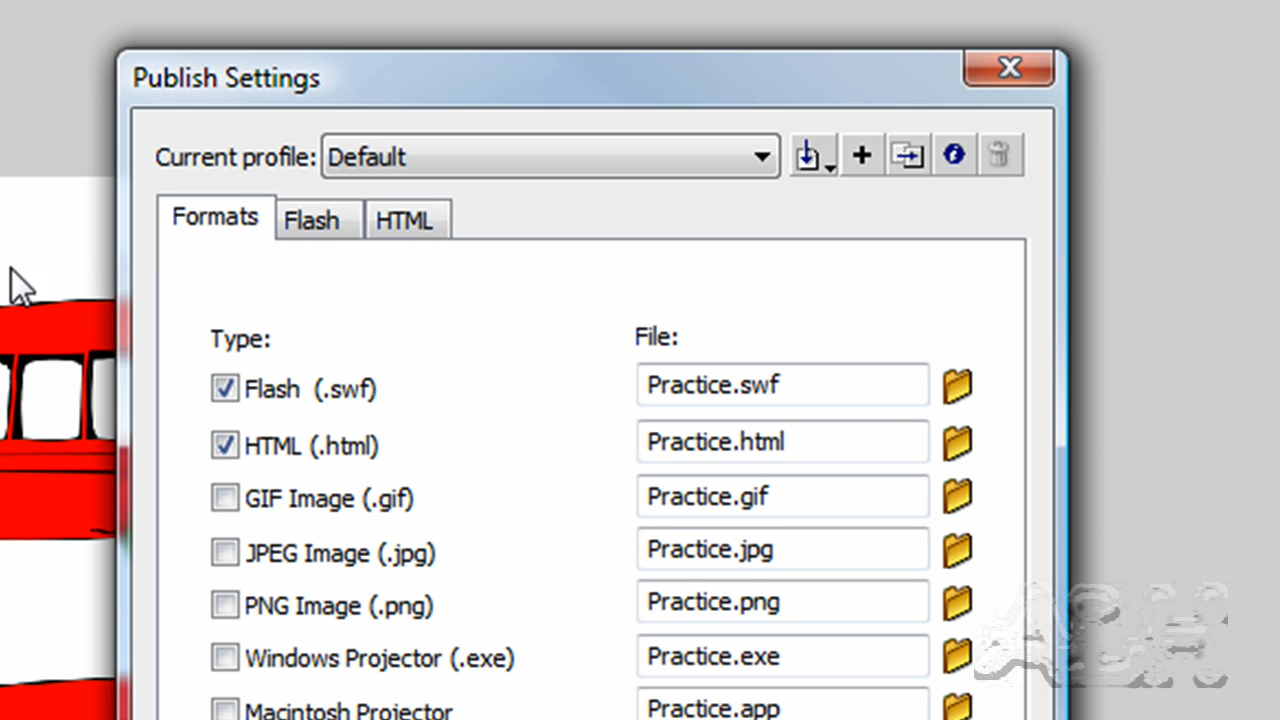 Publish Settings
Current profile: Default
Formats Flash HTML
Type: File:
Flash (.swf) Practice.swf
HTML (.html) Practice.html
GIF Image (.gif) Practice.gif
JPEG Image (.jpg) Practice.jpg
PNG Image (.png) Practice.png
Windows Projector (.exe) Practice.exe
Macintosh Projector Practice.app